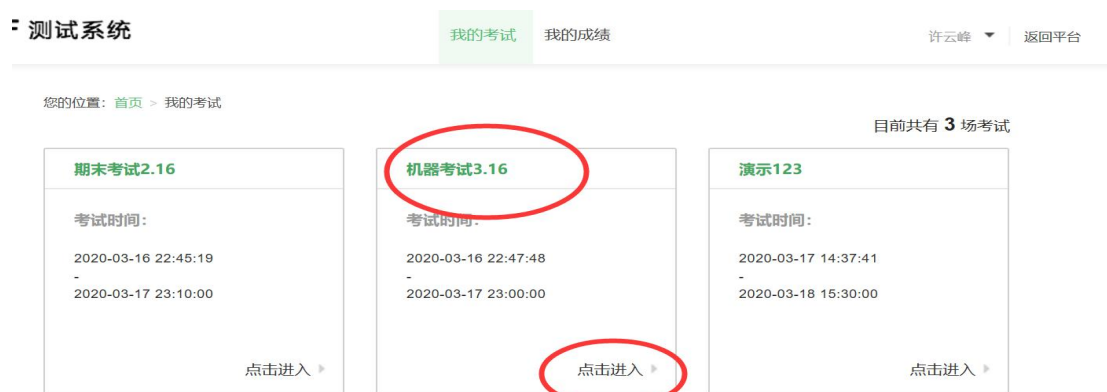 测试系统
我的考试 我的成绩
许云峰 返回平台
您的位置：首页 > 我的考试
目前共有 3 场考试
期末考试2.16
考试时间：
2020-03-16 22:45:19
-
2020-03-17 23:10:00
点击进入
机器考试3.16
考试时间：
2020-03-16 22:47:48
-
2020-03-17 23:00:00
点击进入
演示123
考试时间：
2020-03-17 14:37:41
-
2020-03-18 15:30:00
点击进入